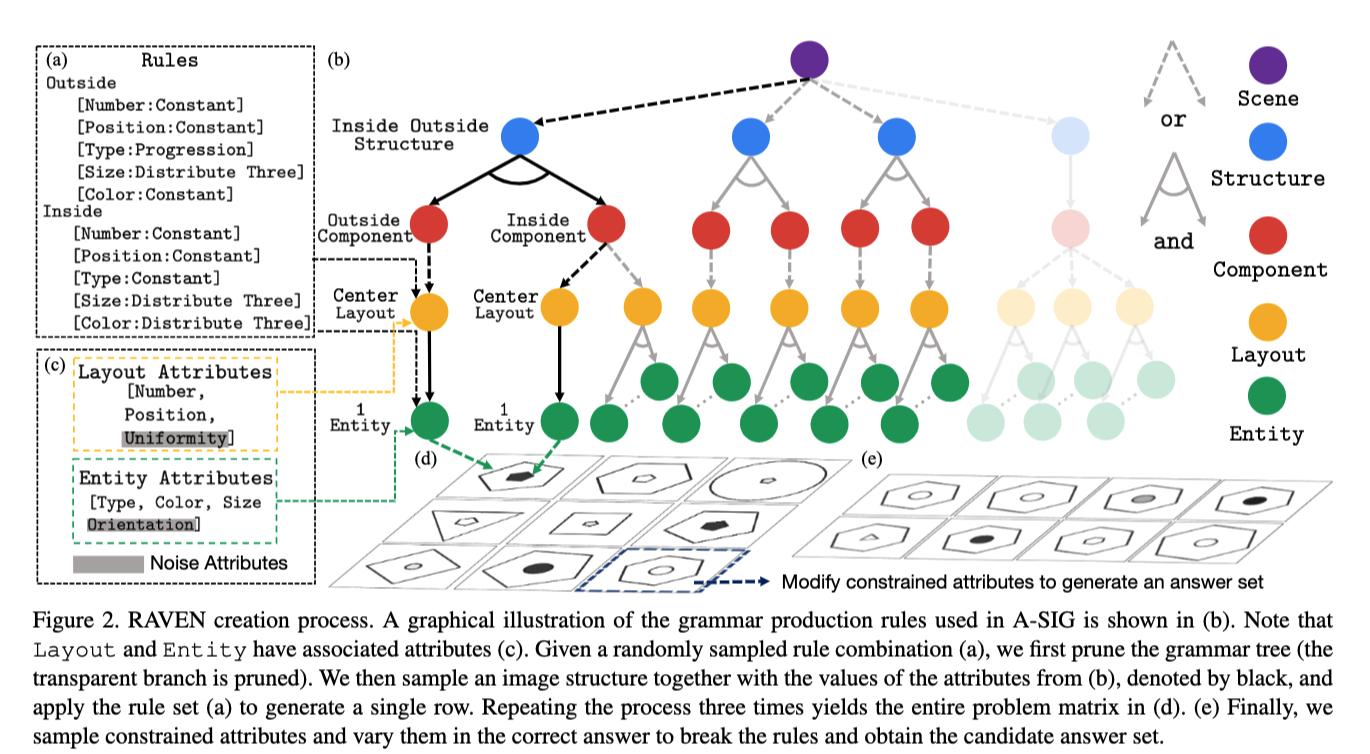 (a) Rules
Outside
[Number:Constant]
[Position:Constant]
[Type:Progression]
[Size:Distribute Three]
[Color:Constant]
Inside
[Number:Constant]
[Position:Constant]
[Type:Constant]
[Size:Distribute Three]
[Color:Distribute Three]
(b)
Inside Outside
Structure
Outside
Component
Inside
Component
Center
Layout
Center
Layout
1
Entity
1
Entity
or
and
Scene
Structure
Component
Layout
Entity
(c) Layout Attributes
[Number,
Position,
Uniformity]
Entity Attributes
[Type, Color, Size
Orientation]
Noise Attributes
(d)
(e)
Modify constrained attributes to generate an answer set
Figure 2. RAVEN creation process. A graphical illustration of the grammar production rules used in A-SIG is shown in (b). Note that
Layout and Entity have associated attributes (c). Given a randomly sampled rule combination (a), we first prune the grammar tree (the
transparent branch is pruned). We then sample an image structure together with the values of the attributes from (b), denoted by black, and
apply the rule set (a) to generate a single row. Repeating the process three times yields the entire problem matrix in (d). (e) Finally, we
sample constrained attributes and vary them in the correct answer to break the rules and obtain the candidate answer set.